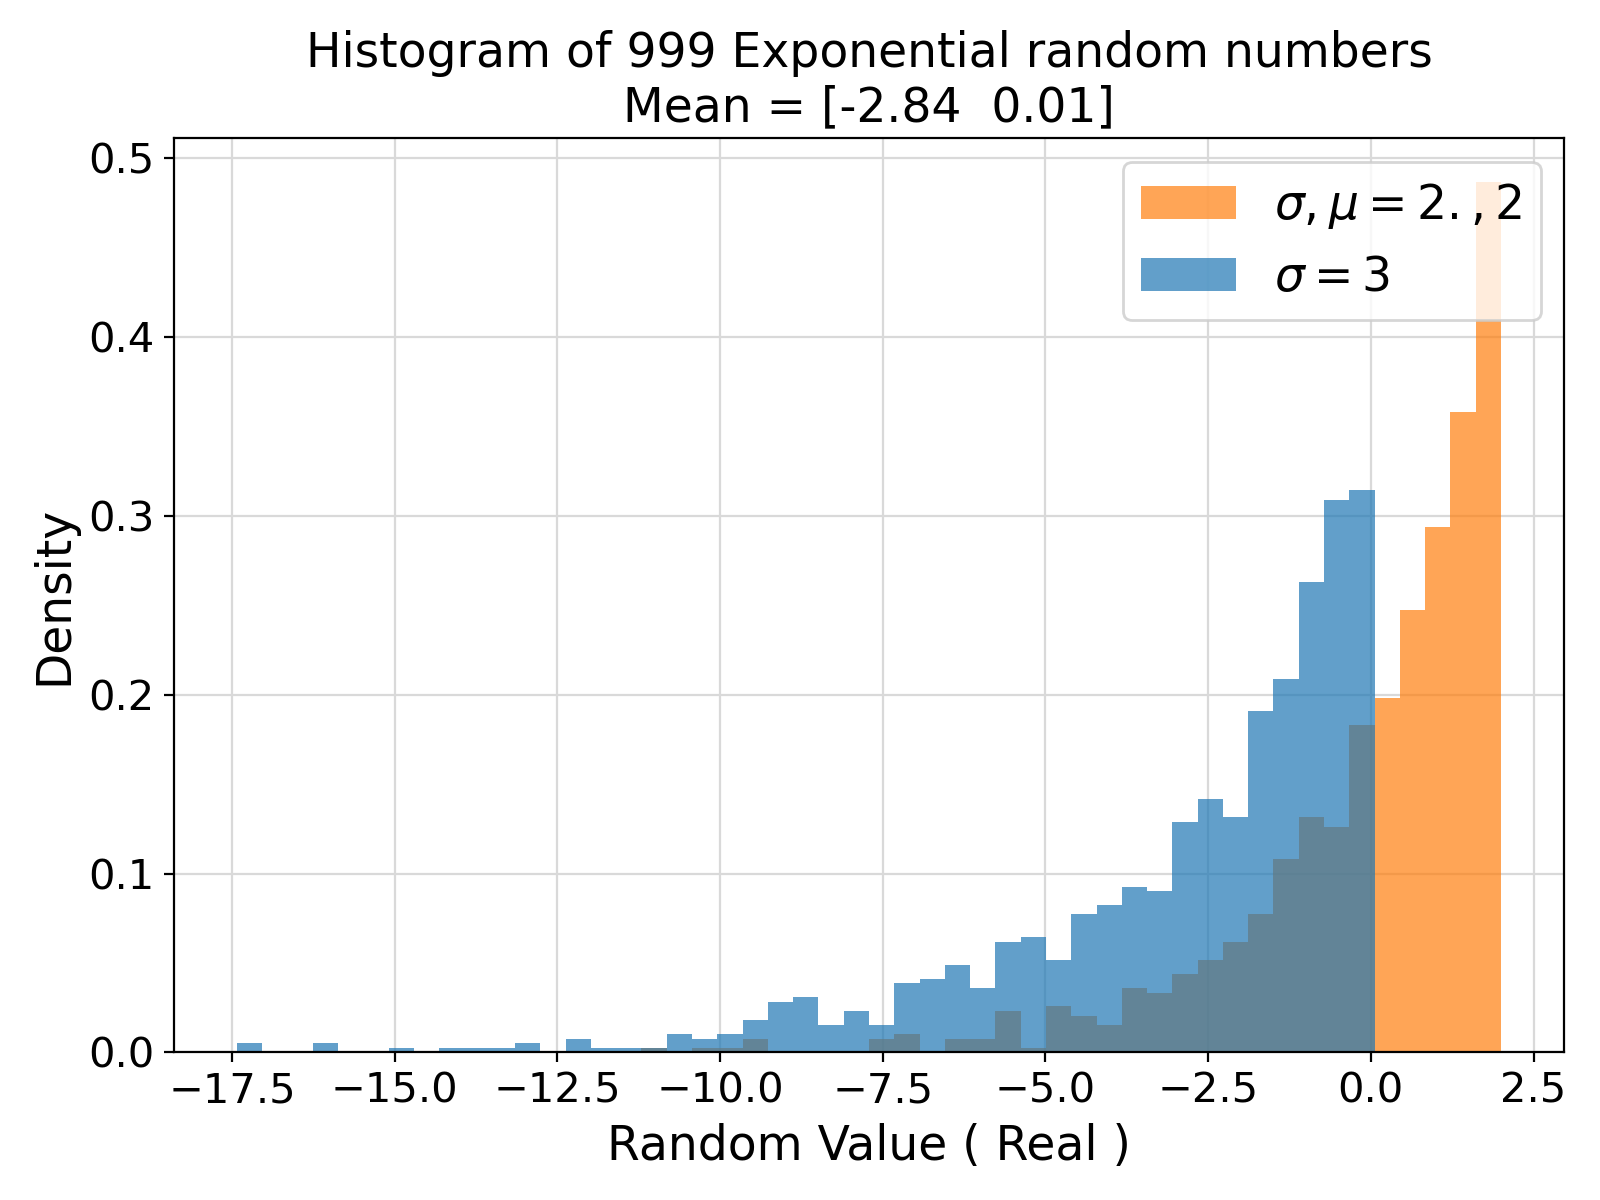 Histogram of 999 Exponential random numbers
Mean = [-2.84  0.01]
0.5
0.4
0.3
0.2
0.1
0.0
Density
σ, μ = 2. , 2
σ = 3
−17.5 −15.0 −12.5 −10.0 −7.5 −5.0 −2.5 0.0 2.5
Random Value ( Real )